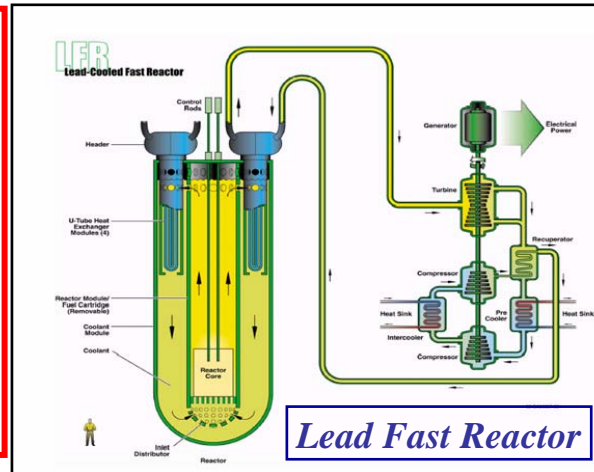 LFR
Lead-Cooled Fast Reactor
Control
Rods
Header
Generator
Electrical
Power
Turbine
U-Tube Heat
Exchanger
Modules (4)
Recuperator
Compressor
Reactor Module/
Fuel Cartridge
(Removable)
Heat Sink
Pre
Cooler
Heat Sink
Coolant
Module
Intercooler
Compressor
Coolant
Reactor
Core
Inlet
Distributor
Reactor
Lead Fast Reactor